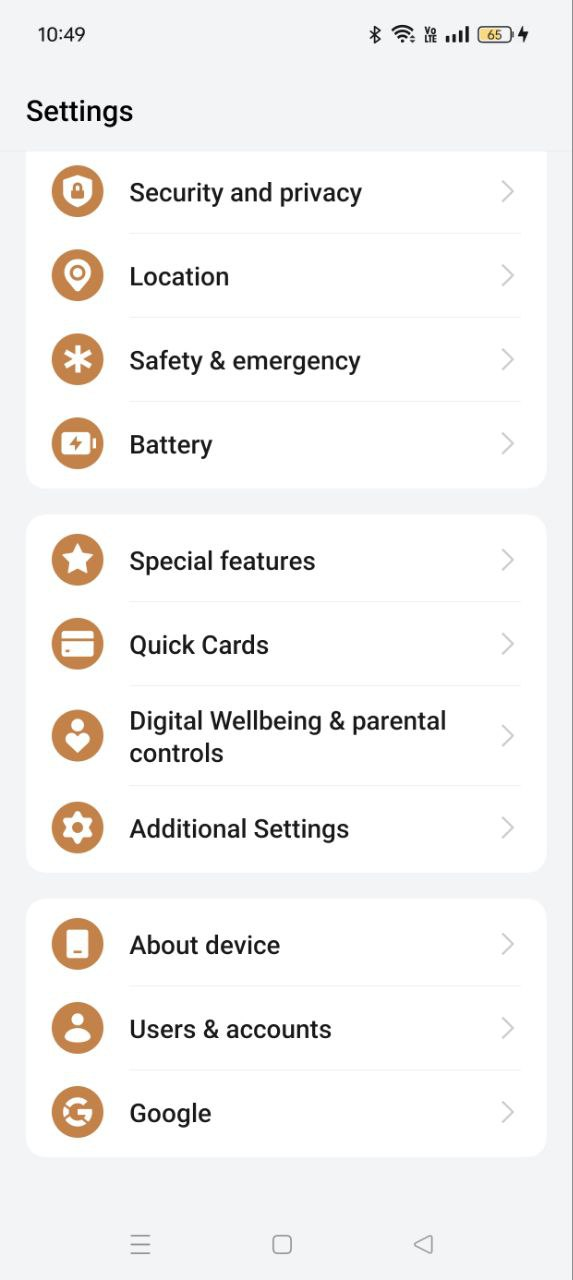 10:49
Vo LTE
65
Settings
Security and privacy
Location
Safety & emergency
Battery
Special features
Quick Cards
Digital Wellbeing & parental
controls
Additional Settings
About device
Users & accounts
Google